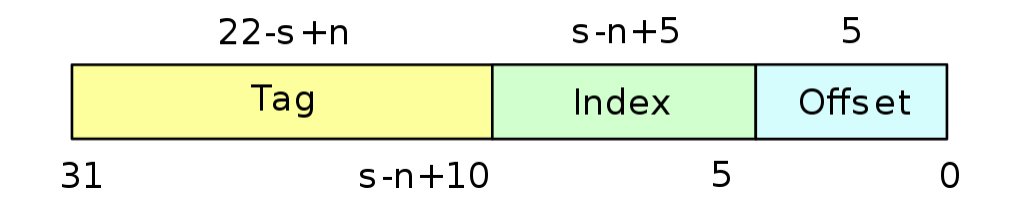 22-s+n s-n+5 5
Tag Index Offset
31 s-n+10 5 0